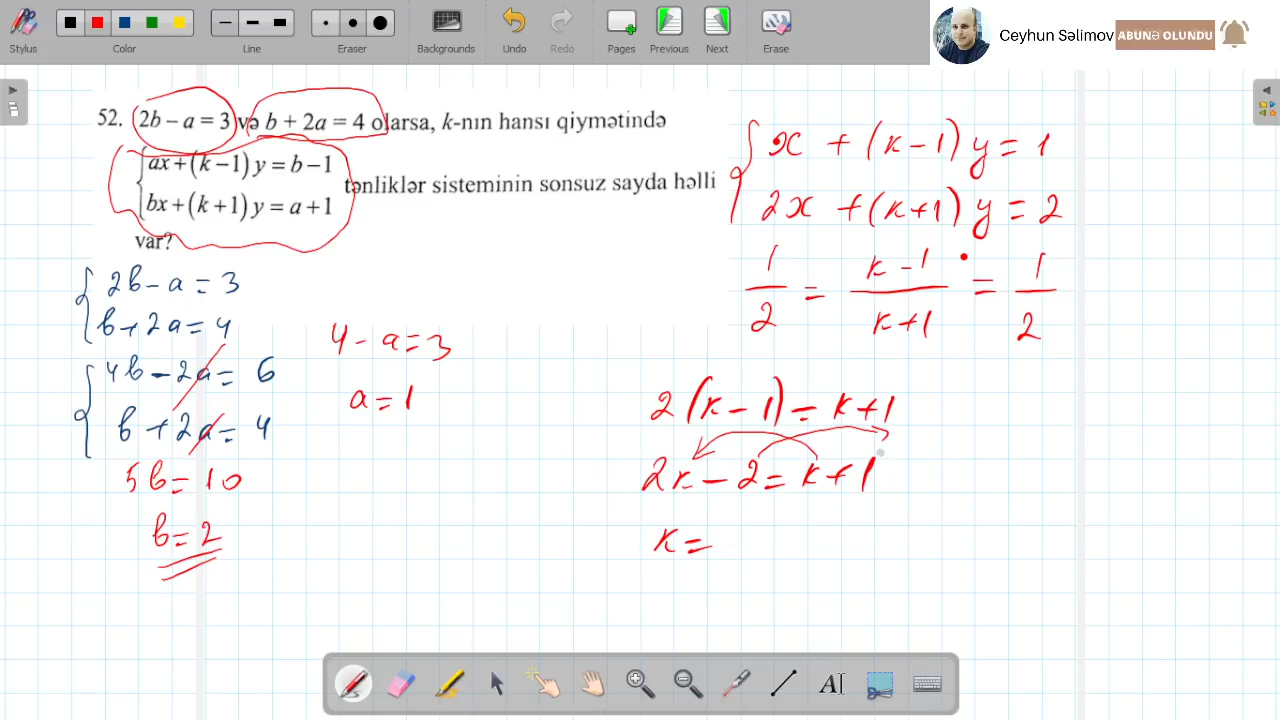 Stylus
Color
Line
Eraser
Backgrounds
Undo
Redo
Pages
Previous
Next
Erase
Ceyhun Səlimov
ABUNƏ OLUNDU
52. 2b − a = 3 və b + 2a = 4 olarsa, k-nın hansı qiymətində
ax + (k − 1) y = b − 1
bx + (k + 1) y = a + 1
tənliklər sisteminin sonsuz sayda həlli
var?
2b − a = 3
b + 2a = 4
4b − 2a = 6
b + 2a = 4
5b = 10
b = 2
4 − a = 3
a = 1
x + (k − 1) y = 1
2x + (k + 1) y = 2
1/2 = (k − 1)/(k + 1) = 1/2
2(k − 1) = k + 1
2k − 2 = k + 1
k =
AI